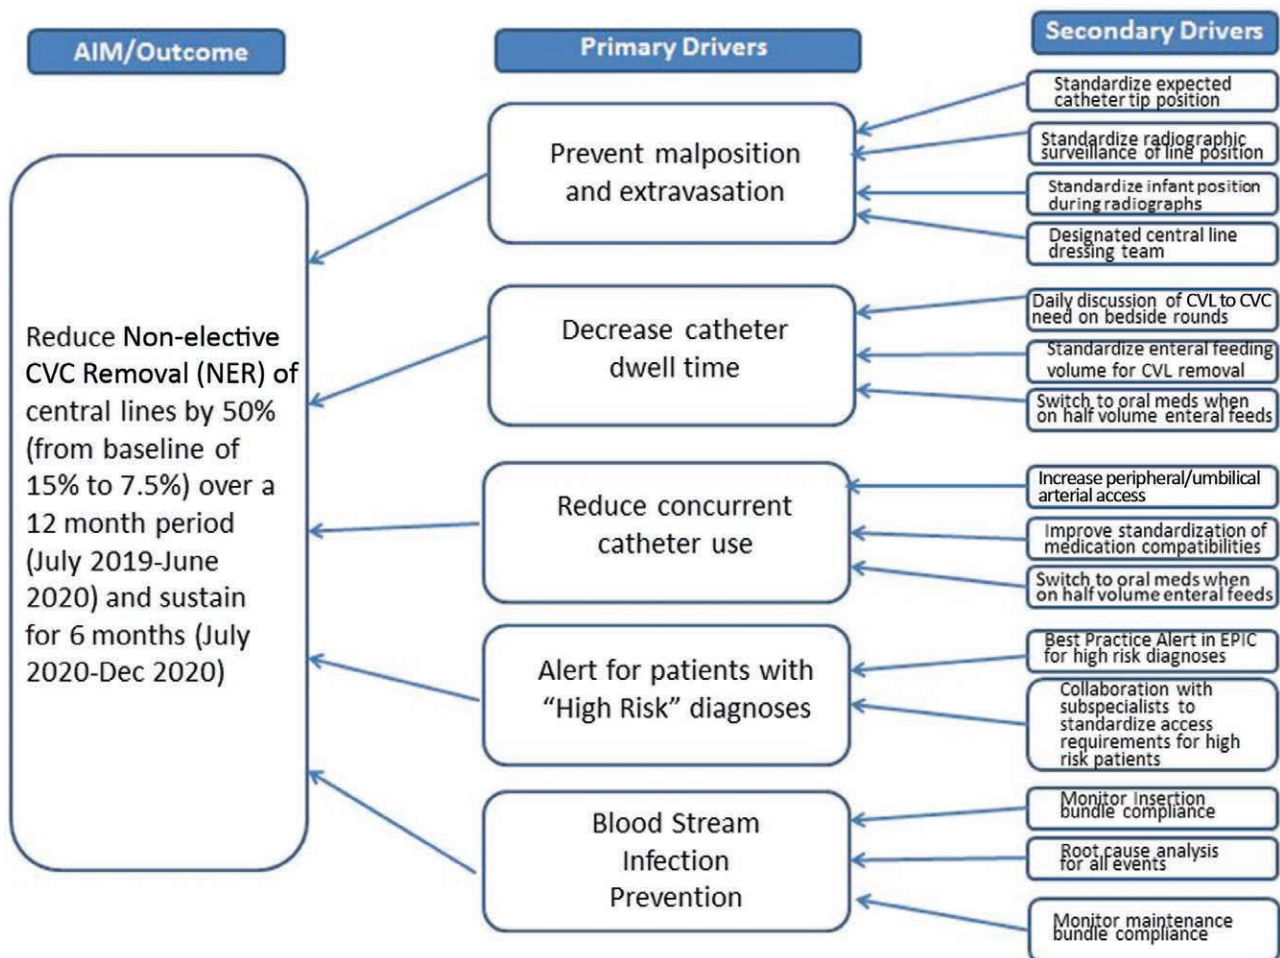 AIM/Outcome
Reduce Non-elective
CVC Removal (NER) of
central lines by 50%
(from baseline of
15% to 7.5%) over a
12 month period
(July 2019-June
2020) and sustain
for 6 months (July
2020-Dec 2020)
Primary Drivers
Prevent malposition
and extravasation
Decrease catheter
dwell time
Reduce concurrent
catheter use
Alert for patients with
“High Risk” diagnoses
Blood Stream
Infection
Prevention
Secondary Drivers
Standardize expected
catheter tip position
Standardize radiographic
surveillance of line position
Standardize infant position
during radiographs
Designated central line
dressing team
Daily discussion of CVL to CVC
need on bedside rounds
Standardize enteral feeding
volume for CVL removal
Switch to oral meds when
on half volume enteral feeds
Increase peripheral/umbilical
arterial access
Improve standardization of
medication compatibilities
Switch to oral meds when
on half volume enteral feeds
Best Practice Alert in EPIC
for high risk diagnoses
Collaboration with
subspecialists to
standardize access
requirements for high
risk patients
Monitor Insertion
bundle compliance
Root cause analysis
for all events
Monitor maintenance
bundle compliance